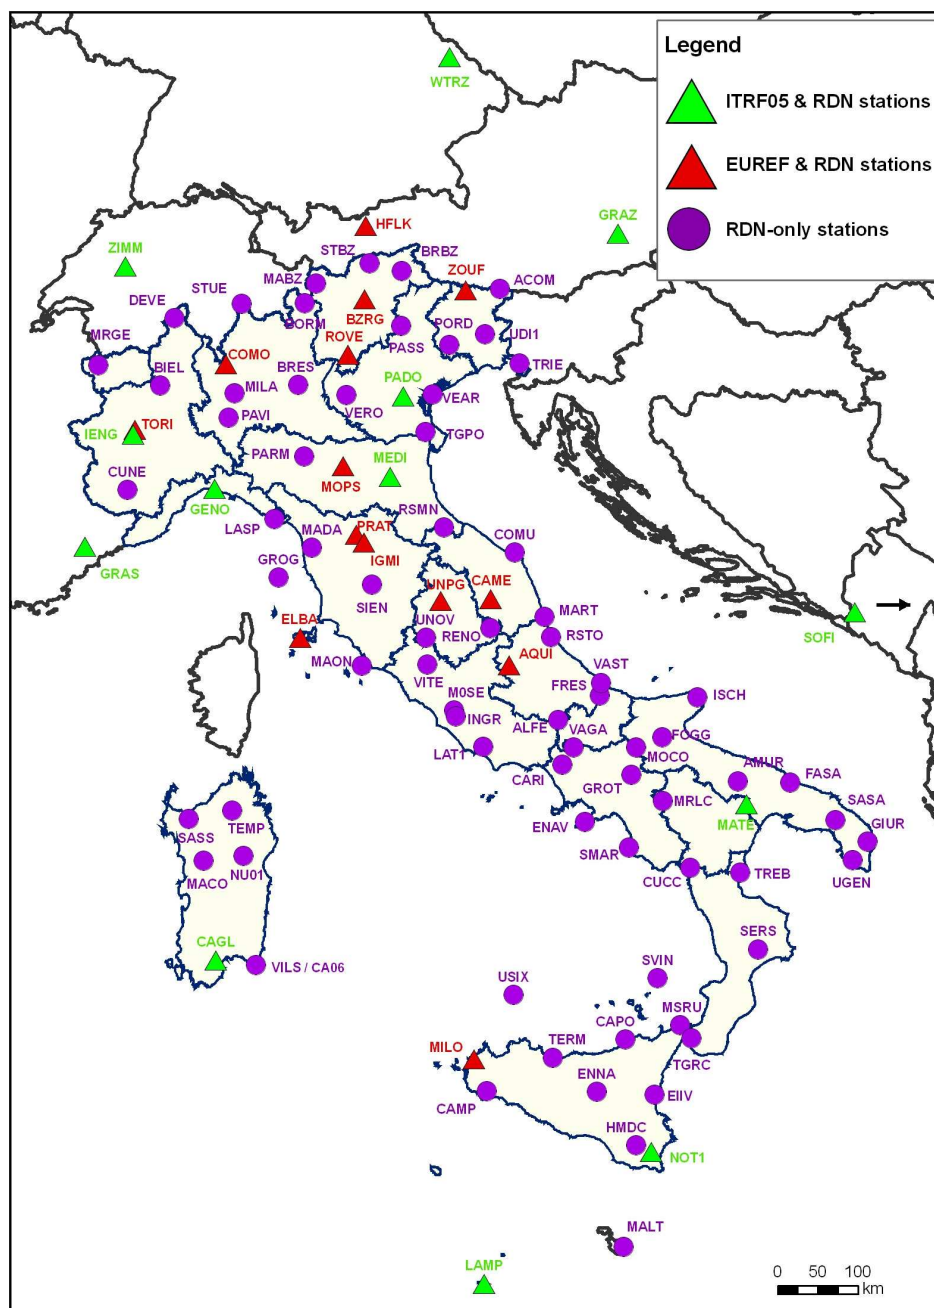 Legend
ITRF05 & RDN stations
EUREF & RDN stations
RDN-only stations
WTRZ
HFLK
GRAZ
ZIMM
STBZ
BRBZ
ZOUF
ACOM
MABZ
STUE
DEVE
BORM
BZRG
PORD
UDI1
MRGE
COMO
ROVE
PASS
TRIE
BIEL
BRES
PADO
MILA
VERO
VEAR
PAVI
TORI
IENG
TGPO
PARM
MEDI
CUNE
MOPS
GENO
RSMN
LASP
MADA
PRAT
COMU
GROG
IGMI
GRAS
SIEN
UNPG
CAME
ELBA
UNOV
RENO
MART
RSTO
SOFI
MAON
VITE
AQUI
VAST
FRES
M0SE
INGR
ISCH
ALFE
VAGA
FOGG
LAT1
CARI
MOCO
GROT
AMUR
FASA
MRLC
MATE
SASA
GIUR
ENAV
SMAR
UGEN
CUCC
TREB
TEMP
SASS
MACO
NU01
CAGL
VILS / CA06
SERS
USIX
SVIN
MSRU
CAPO
MILO
TERM
TGRC
ENNA
EIIV
CAMP
HMDC
NOT1
MALT
LAMP
0 50 100
km